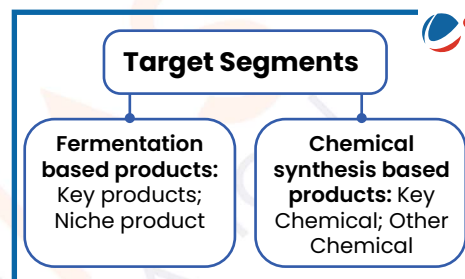 Target Segments
Fermentation
based products:
Key products;
Niche product
Chemical
synthesis based
products: Key
Chemical; Other
Chemical